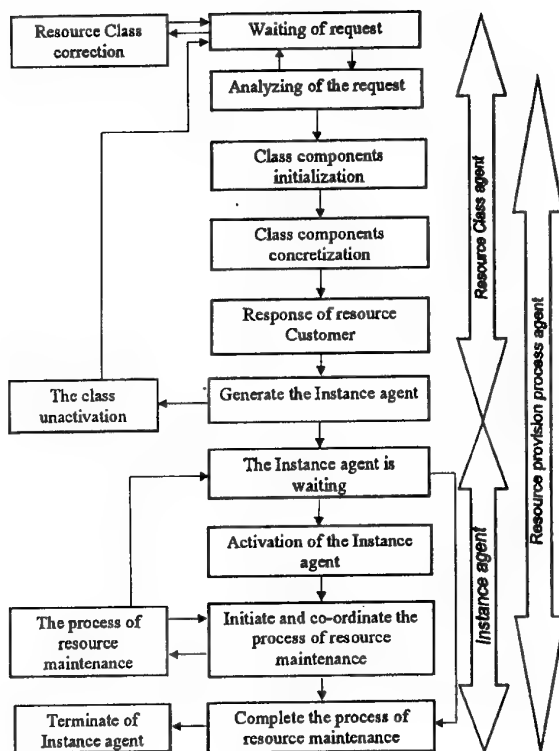 Resource Class
correction
Waiting of request
Analyzing of the request
Class components
initialization
Class components
concretization
Response of resource
Customer
Generate the Instance agent
The class
unactivation
The Instance agent is
waiting
Activation of the Instance
agent
Initiate and co-ordinate the
process of resource
maintenance
The process of
resource
maintenance
Complete the process of
resource maintenance
Terminate of
Instance agent
Resource Class agent
Instance agent
Resource provision process agent